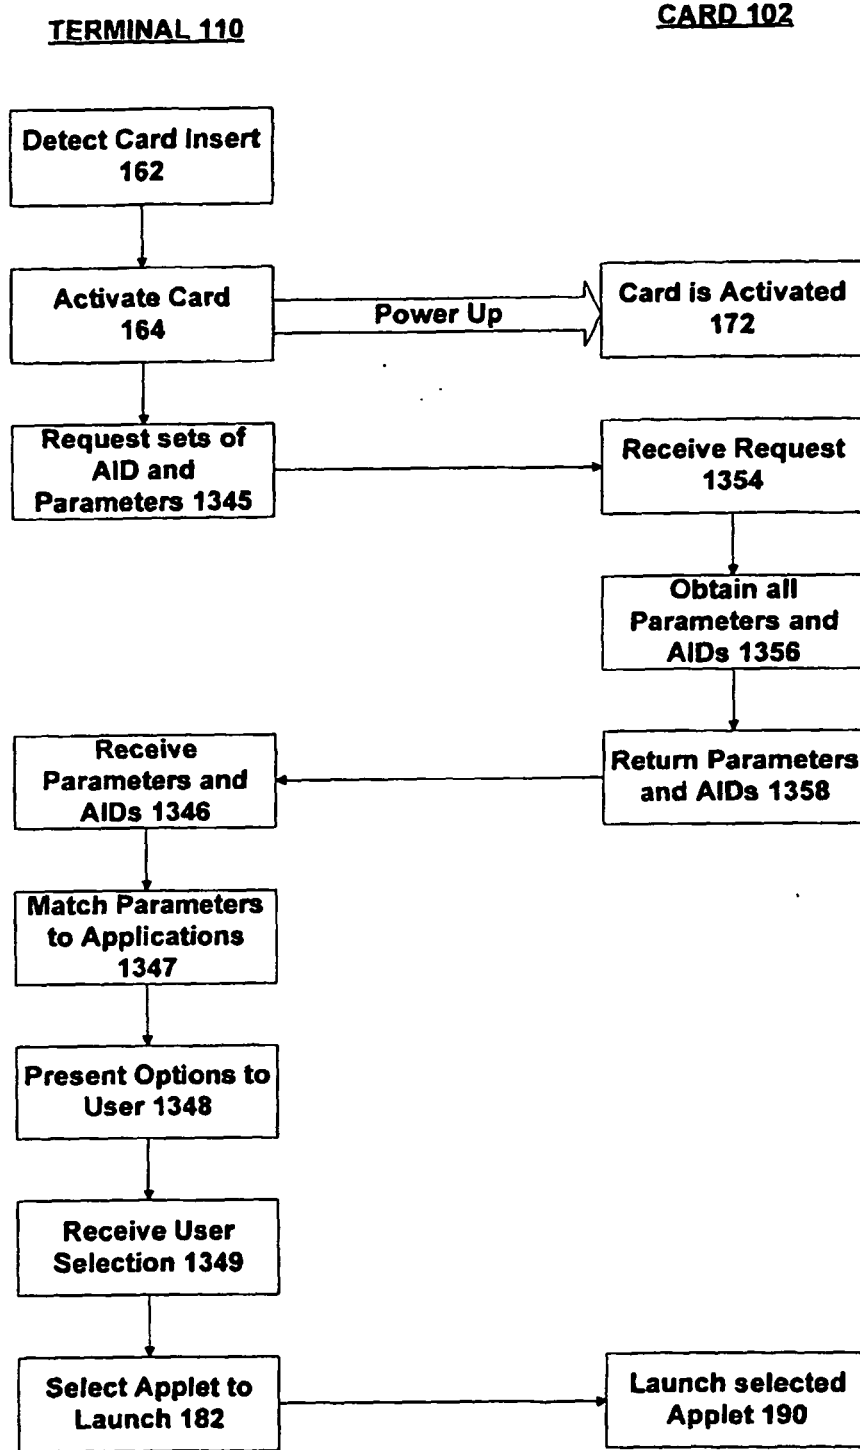 TERMINAL 110
CARD 102
Detect Card Insert
162
Activate Card
164
Power Up
Card is Activated
172
Request sets of
AID and
Parameters 1345
Receive Request
1354
Obtain all
Parameters and
AIDs 1356
Receive
Parameters and
AIDs 1346
Return Parameters
and AIDs 1358
Match Parameters
to Applications
1347
Present Options to
User 1348
Receive User
Selection 1349
Select Applet to
Launch 182
Launch selected
Applet 190